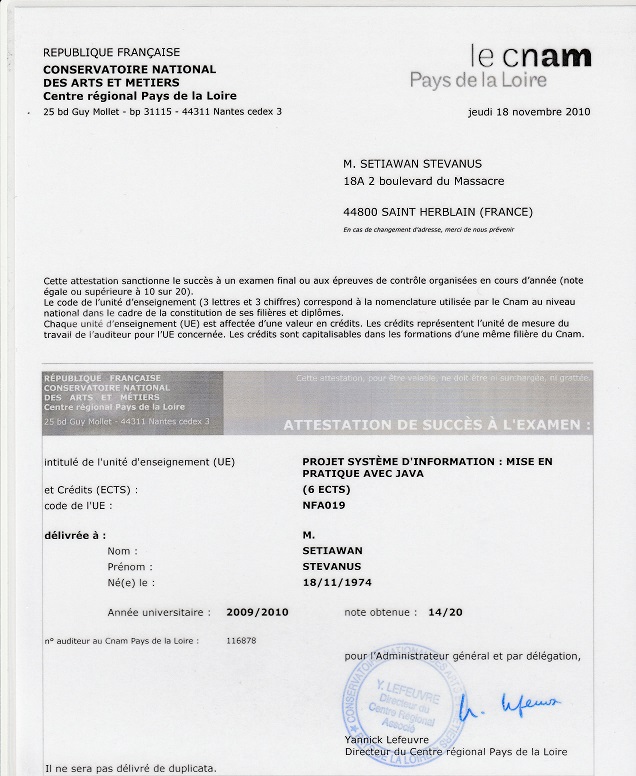 REPUBLIQUE FRANÇAISE
CONSERVATOIRE NATIONAL
DES ARTS ET METIERS
Centre régional Pays de la Loire
25 bd Guy Mollet - bp 31115 - 44311 Nantes cedex 3
le cnam
Pays de la Loire
jeudi 18 novembre 2010
M. SETIAWAN STEVANUS
18A 2 boulevard du Massacre
44800 SAINT HERBLAIN (FRANCE)
En cas de changement d'adresse, merci de nous prévenir
Cette attestation sanctionne le succès à un examen final ou aux épreuves de contrôle organisées en cours d'année (note
égale ou supérieure à 10 sur 20).
Le code de l'unité d'enseignement (3 lettres et 3 chiffres) correspond à la nomenclature utilisée par le Cnam au niveau
national dans le cadre de la constitution de ses filières et diplômes.
Chaque unité d'enseignement (UE) est affectée d'une valeur en crédits. Les crédits représentent l'unité de mesure du
travail de l'auditeur pour l'UE concernée. Les crédits sont capitalisables dans les formations d'une même filière du Cnam.
RÉPUBLIQUE FRANÇAISE
CONSERVATOIRE NATIONAL
DES ARTS ET MÉTIERS
Centre régional Pays de la Loire
25 bd Guy Mollet - 44311 Nantes cedex 3
Cette attestation, pour être valable, ne doit être ni surchargée, ni grattée.
ATTESTATION DE SUCCÈS À L'EXAMEN :
intitulé de l'unité d'enseignement (UE) PROJET SYSTÈME D'INFORMATION : MISE EN
PRATIQUE AVEC JAVA
et Crédits (ECTS) : (6 ECTS)
code de l'UE : NFA019
délivrée à : M.
Nom : SETIAWAN
Prénom : STEVANUS
Né(e) le : 18/11/1974
Année universitaire : 2009/2010 note obtenue : 14/20
n° auditeur au Cnam Pays de la Loire : 116878
pour l'Administrateur général et par délégation,
Y. LEFEUVRE
Directeur du
Centre Régional
Associé
Yannick Lefeuvre
Directeur du Centre régional Pays de la Loire
Il ne sera pas délivré de duplicata.